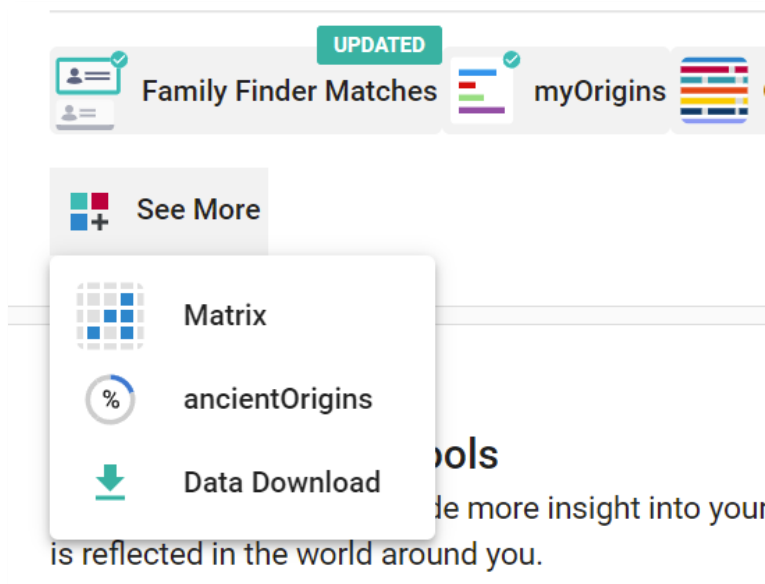 UPDATED
Family Finder Matches
myOrigins
See More
Matrix
%
ancientOrigins
Data Download
ools
de more insight into your
is reflected in the world around you.